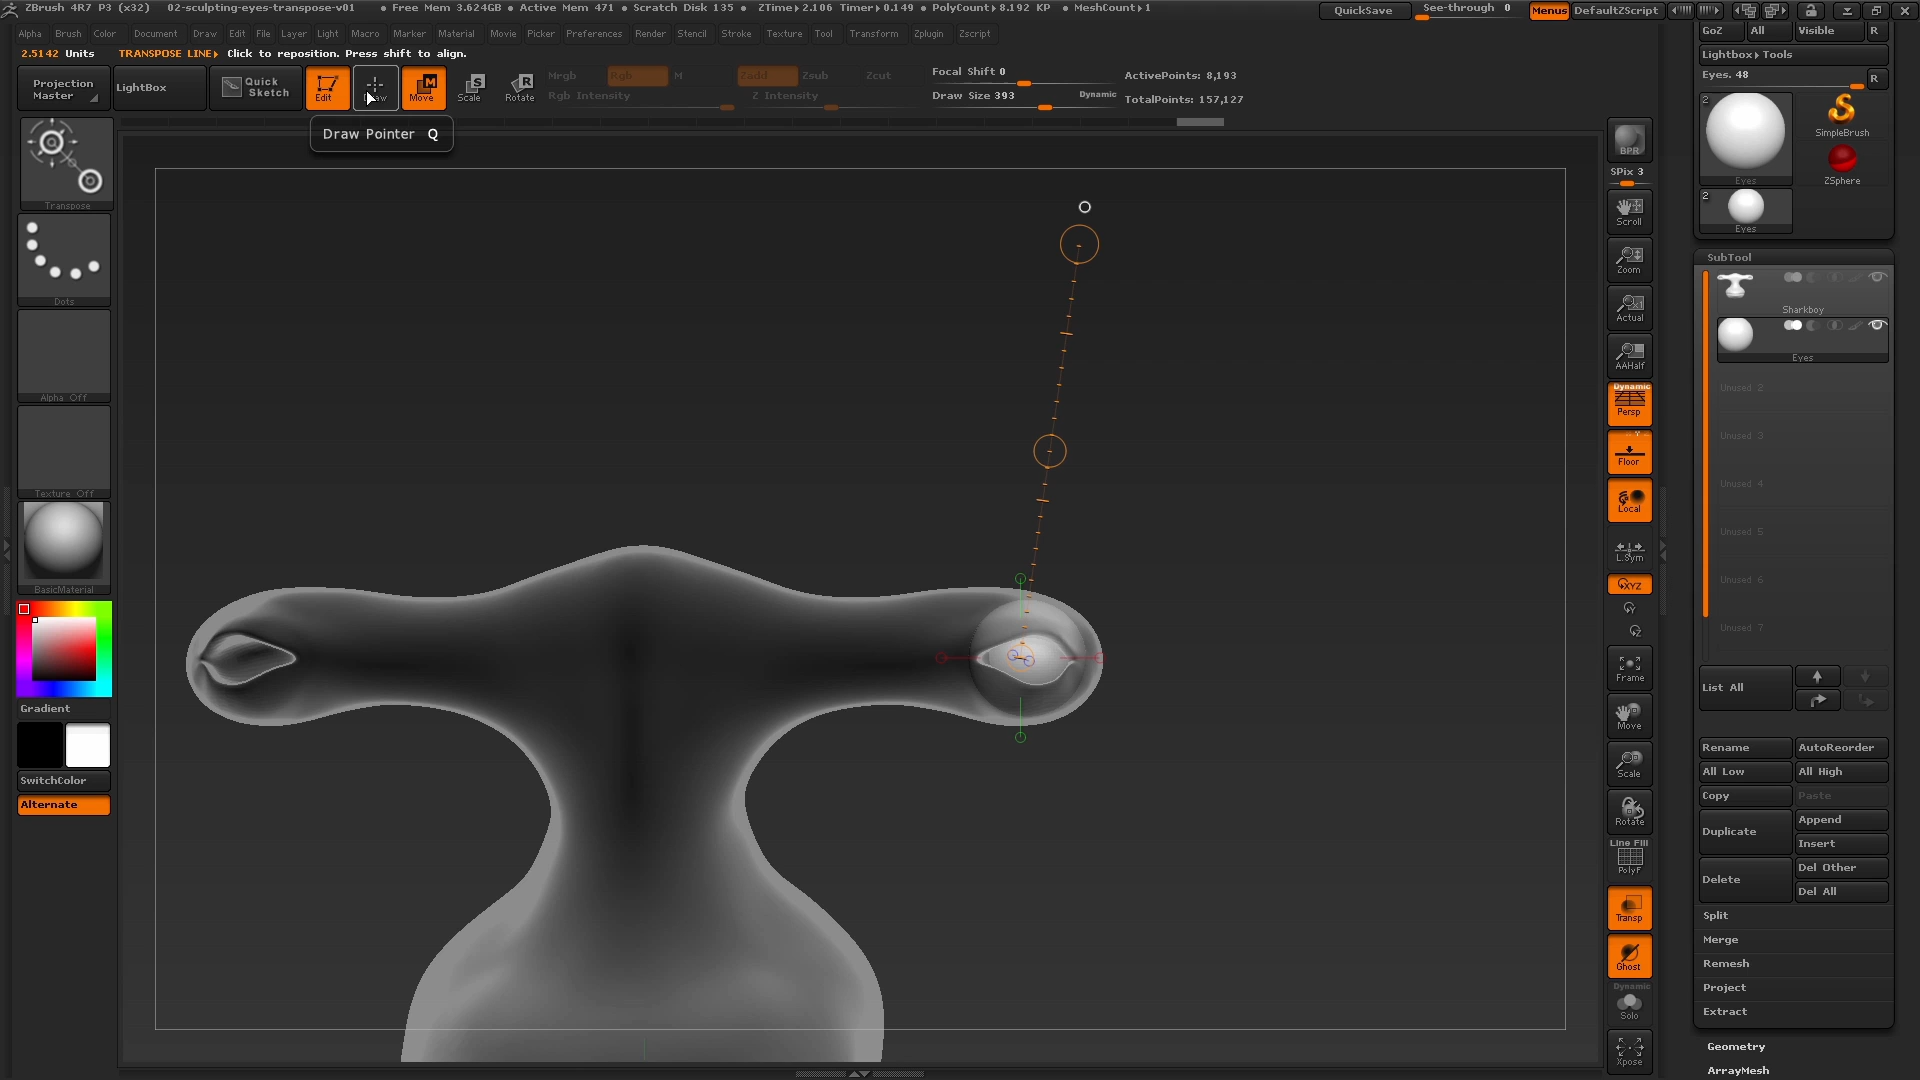 ZBrush 4R7 P3 (x32) 02-sculpting-eyes-transpose-v01 • Free Mem 3.624GB • Active Mem 471 • Scratch Disk 135 • ZTime▸2.106 Timer▸0.149 • PolyCount▸8.192 KP • MeshCount▸1 QuickSave See-through 0 Menus DefaultZScript
Alpha Brush Color Document Draw Edit File Layer Light Macro Marker Material Movie Picker Preferences Render Stencil Stroke Texture Tool Transform Zplugin Zscript
2.5142 Units TRANSPOSE LINE▸ Click to reposition. Press shift to align.
Projection Master
LightBox
Quick Sketch
Edit
Draw
Move
Scale
Rotate
Mrgb Rgb M
Rgb Intensity
Zadd Zsub Zcut
Z Intensity
Focal Shift 0
Draw Size 393 Dynamic
ActivePoints: 8,193
TotalPoints: 157,127
Draw Pointer Q
Transpose
Dots
Alpha Off
Texture Off
BasicMaterial
Gradient
SwitchColor
Alternate
BPR
SPix 3
Scroll
Zoom
Actual
AAHalf
Dynamic
Persp
Floor
Local
L.Sym
XYZ
Y
Z
Frame
Move
Scale
Rotate
Line Fill
PolyF
Transp
Ghost
Dynamic
Solo
Xpose
GoZ All Visible R
Lightbox▸Tools
Eyes. 48 R
2
Eyes
SimpleBrush
ZSphere
2
Eyes
SubTool
Sharkboy
Eyes
Unused 2
Unused 3
Unused 4
Unused 5
Unused 6
Unused 7
List All
Rename AutoReorder
All Low All High
Copy Paste
Duplicate Append
Insert
Delete Del Other
Del All
Split
Merge
Remesh
Project
Extract
Geometry
ArrayMesh